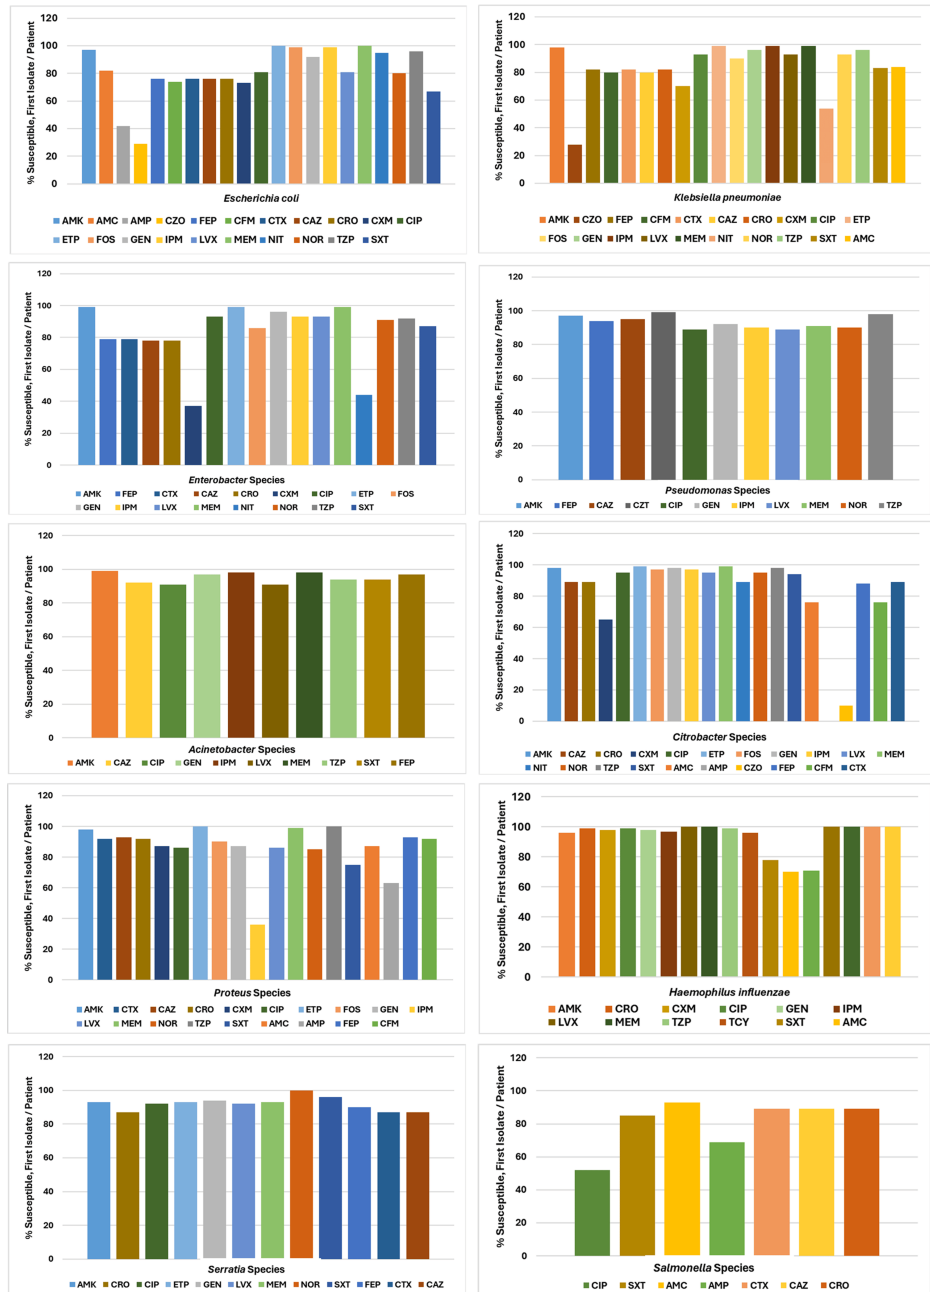 120
100
80
60
40
20
0
% Susceptible, First Isolate / Patient
Escherichia coli
AMK AMC AMP CZO FEP CFM CTX CAZ CRO CXM CIP
ETP FOS GEN IPM LVX MEM NIT NOR TZP SXT
120
100
80
60
40
20
0
% Susceptible, First Isolate / Patient
Klebsiella pneumoniae
AMK CZO FEP CFM CTX CAZ CRO CXM CIP ETP
FOS GEN IPM LVX MEM NIT NOR TZP SXT AMC
120
100
80
60
40
20
0
% Susceptible, First Isolate / Patient
Enterobacter Species
AMK FEP CTX CAZ CRO CXM CIP ETP FOS
GEN IPM LVX MEM NIT NOR TZP SXT
120
100
80
60
40
20
0
% Susceptible, First Isolate / Patient
Pseudomonas Species
AMK FEP CAZ CZT CIP GEN IPM LVX MEM NOR TZP
120
100
80
60
40
20
0
% Susceptible, First Isolate / Patient
Acinetobacter Species
AMK CAZ CIP GEN IPM LVX MEM TZP SXT FEP
120
100
80
60
40
20
0
% Susceptible, First Isolate / Patient
Citrobacter Species
AMK CAZ CRO CXM CIP ETP FOS GEN IPM LVX MEM
NIT NOR TZP SXT AMC AMP CZO FEP CFM CTX
120
100
80
60
40
20
0
% Susceptible, First Isolate / Patient
Proteus Species
AMK CTX CAZ CRO CXM CIP ETP FOS GEN IPM
LVX MEM NOR TZP SXT AMC AMP FEP CFM
120
100
80
60
40
20
0
% Susceptible, First Isolate / Patient
Haemophilus influenzae
AMK CRO CXM CIP GEN IPM
LVX MEM TZP TCY SXT AMC
120
100
80
60
40
20
0
% Susceptible, First Isolate / Patient
Serratia Species
AMK CRO CIP ETP GEN LVX MEM NOR SXT FEP CTX CAZ
120
100
80
60
40
20
0
% Susceptible, First Isolate / Patient
Salmonella Species
CIP SXT AMC AMP CTX CAZ CRO